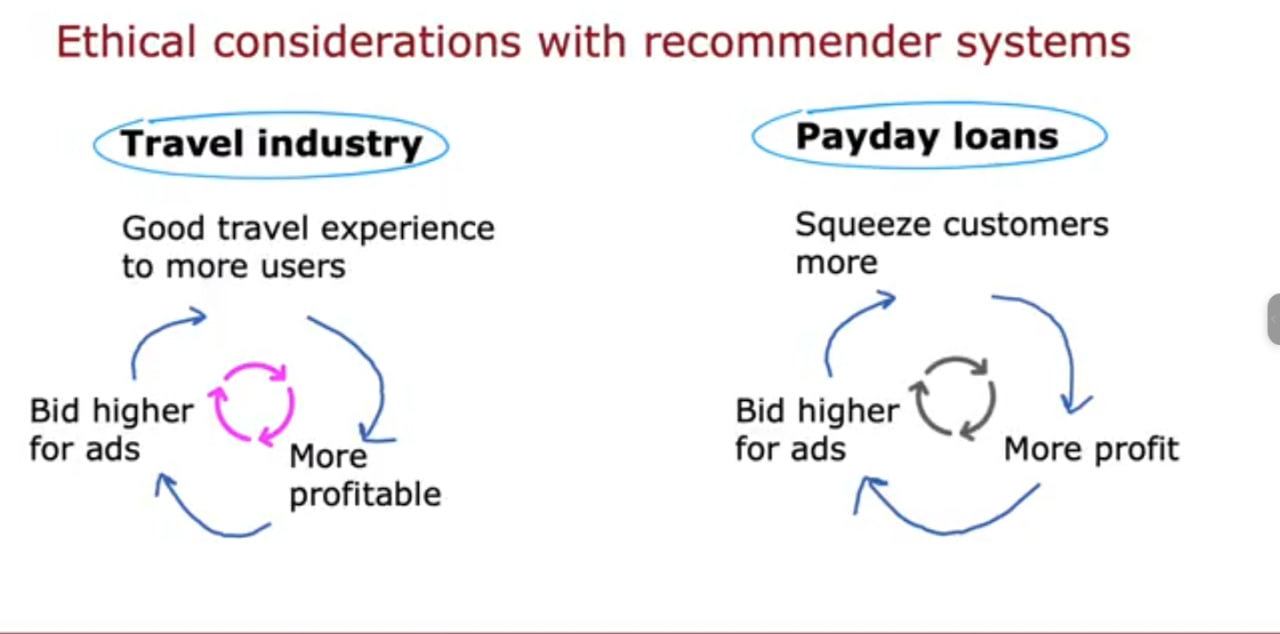 Ethical considerations with recommender systems
Travel industry
Good travel experience
to more users
Bid higher
for ads
More
profitable
Payday loans
Squeeze customers
more
Bid higher
for ads
More profit